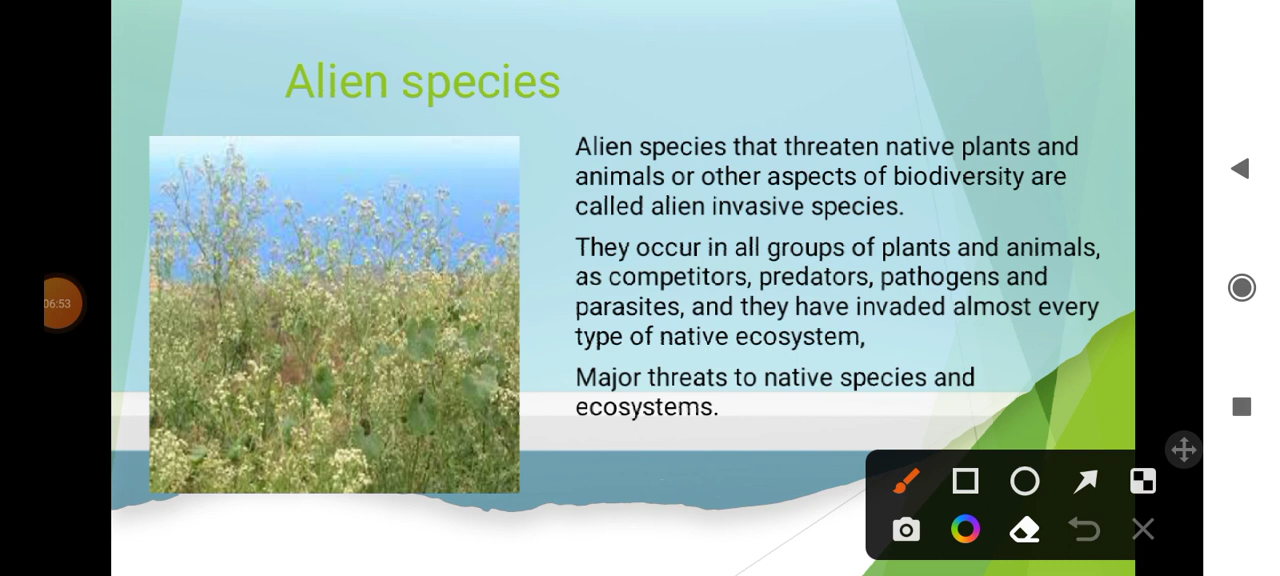 Alien species
Alien species that threaten native plants and
animals or other aspects of biodiversity are
called alien invasive species.
They occur in all groups of plants and animals,
as competitors, predators, pathogens and
parasites, and they have invaded almost every
type of native ecosystem,
Major threats to native species and
ecosystems.
06:53